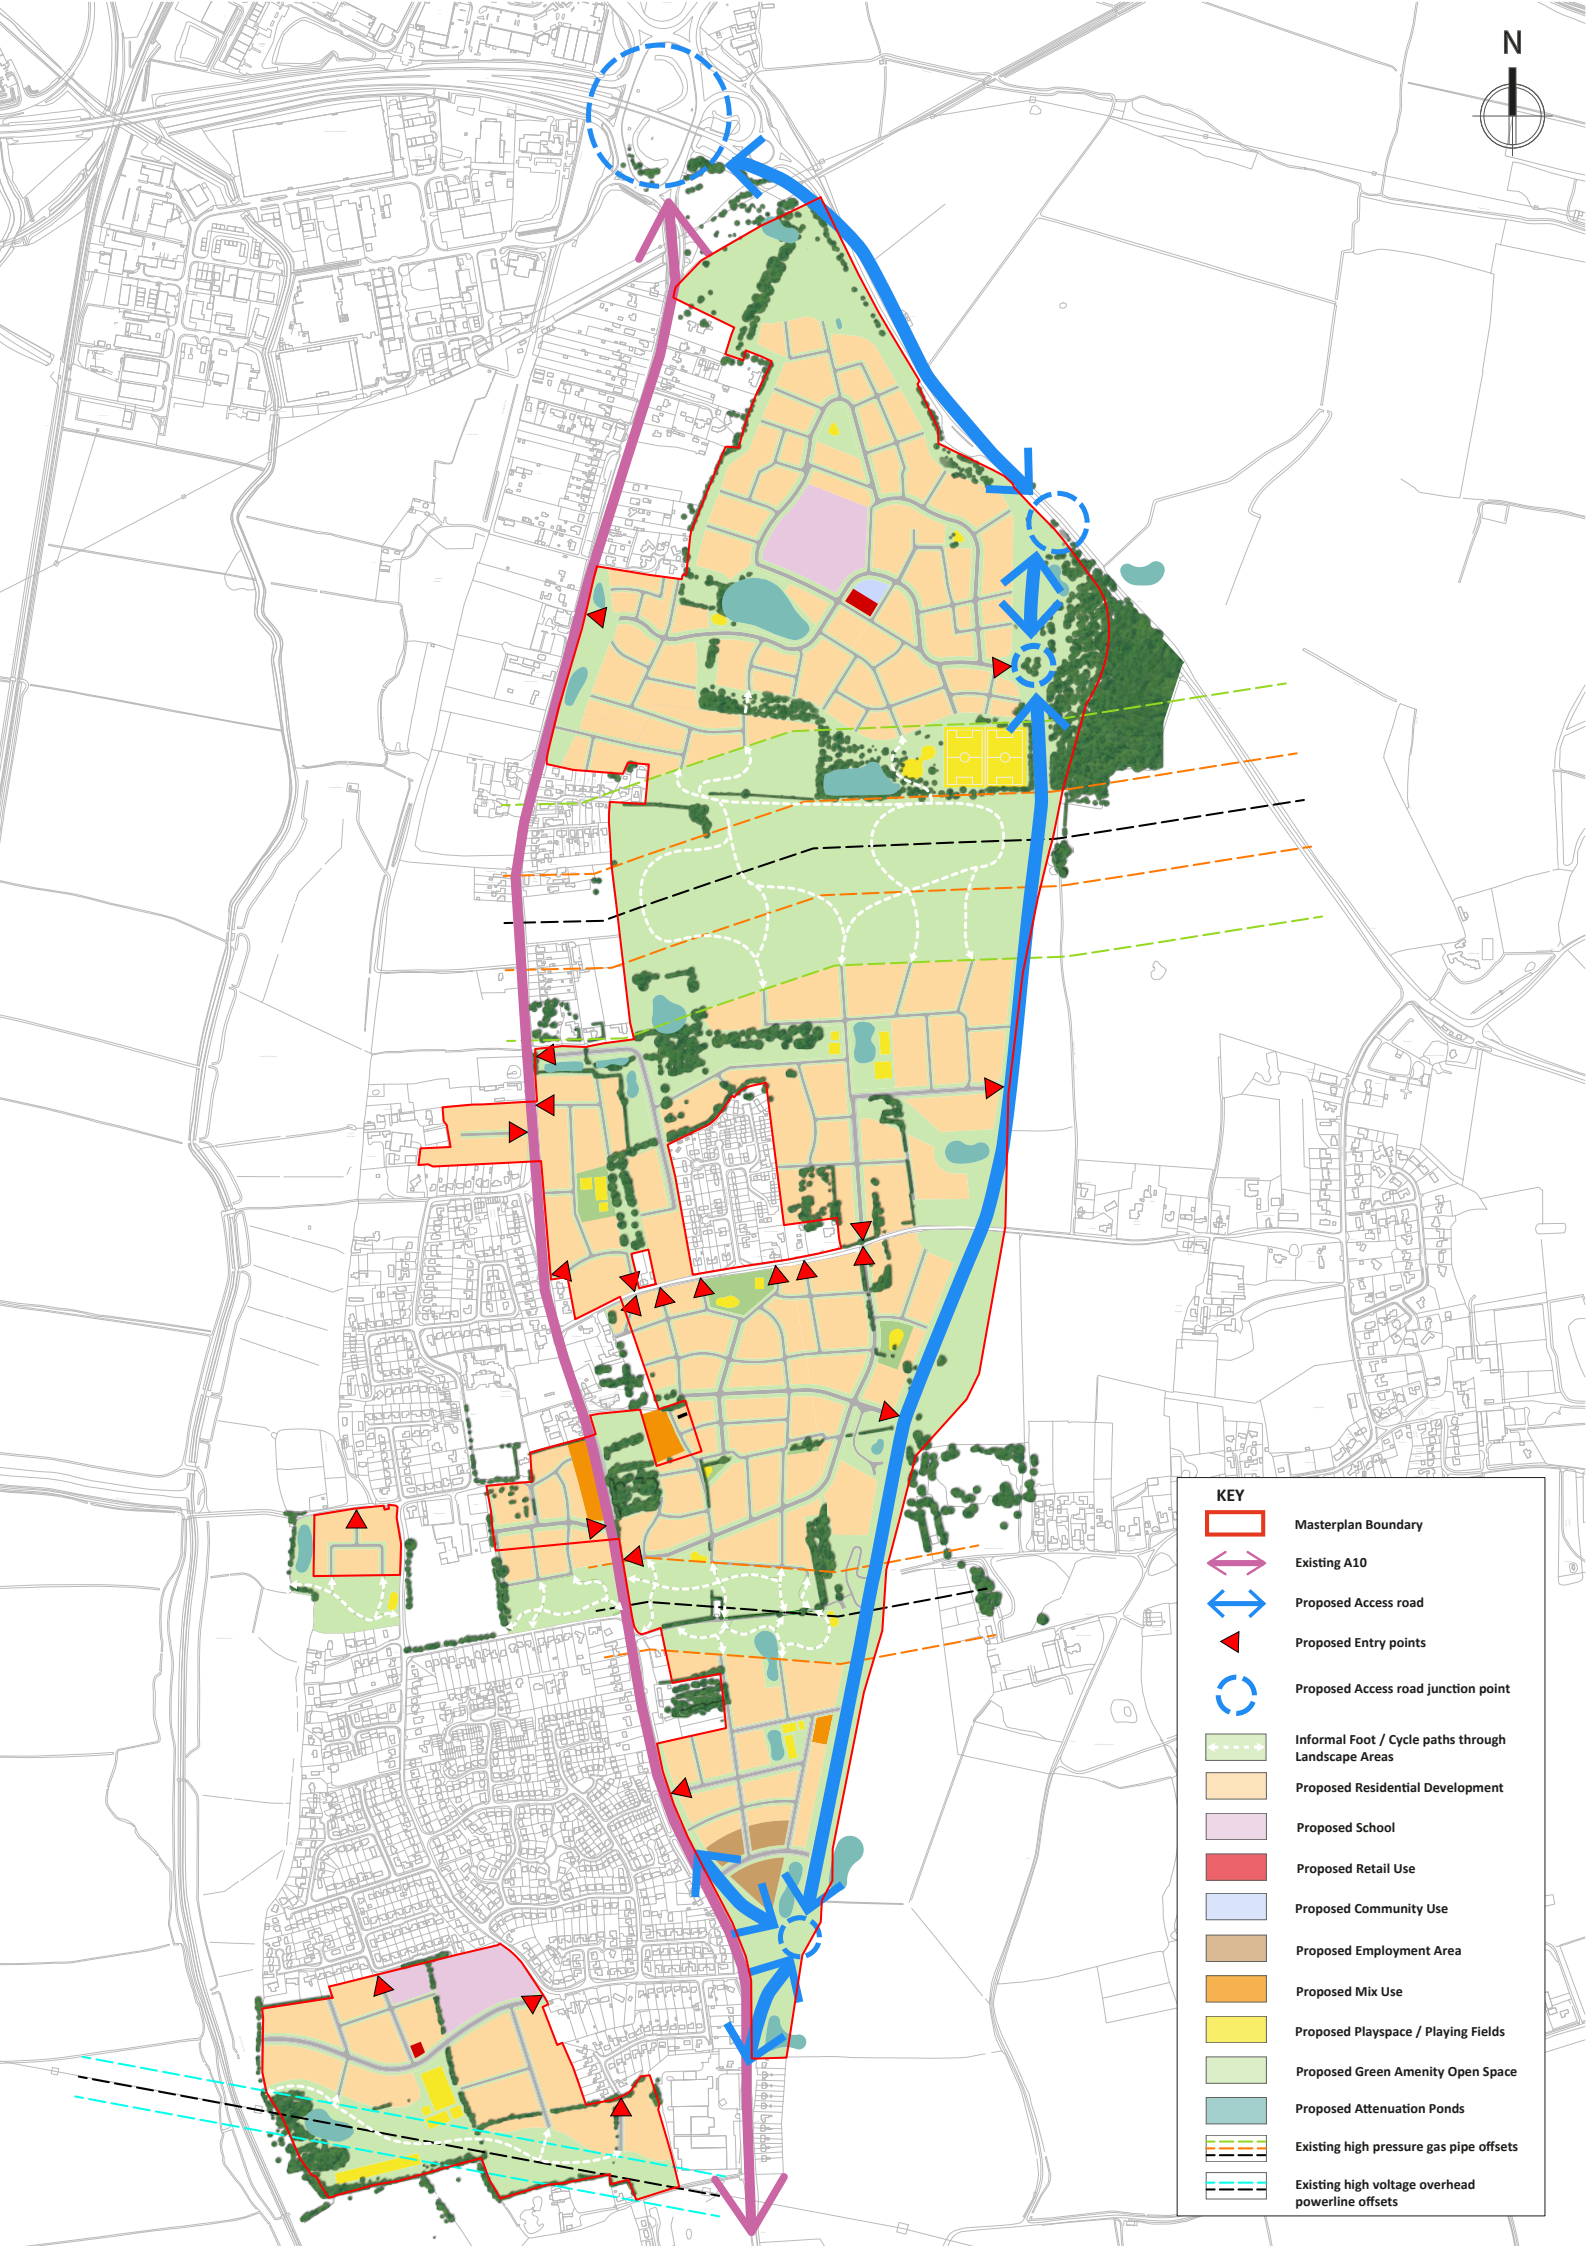 N
KEY
Masterplan Boundary
Existing A10
Proposed Access road
Proposed Entry points
Proposed Access road junction point
Informal Foot / Cycle paths through
Landscape Areas
Proposed Residential Development
Proposed School
Proposed Retail Use
Proposed Community Use
Proposed Employment Area
Proposed Mix Use
Proposed Playspace / Playing Fields
Proposed Green Amenity Open Space
Proposed Attenuation Ponds
Existing high pressure gas pipe offsets
Existing high voltage overhead
powerline offsets